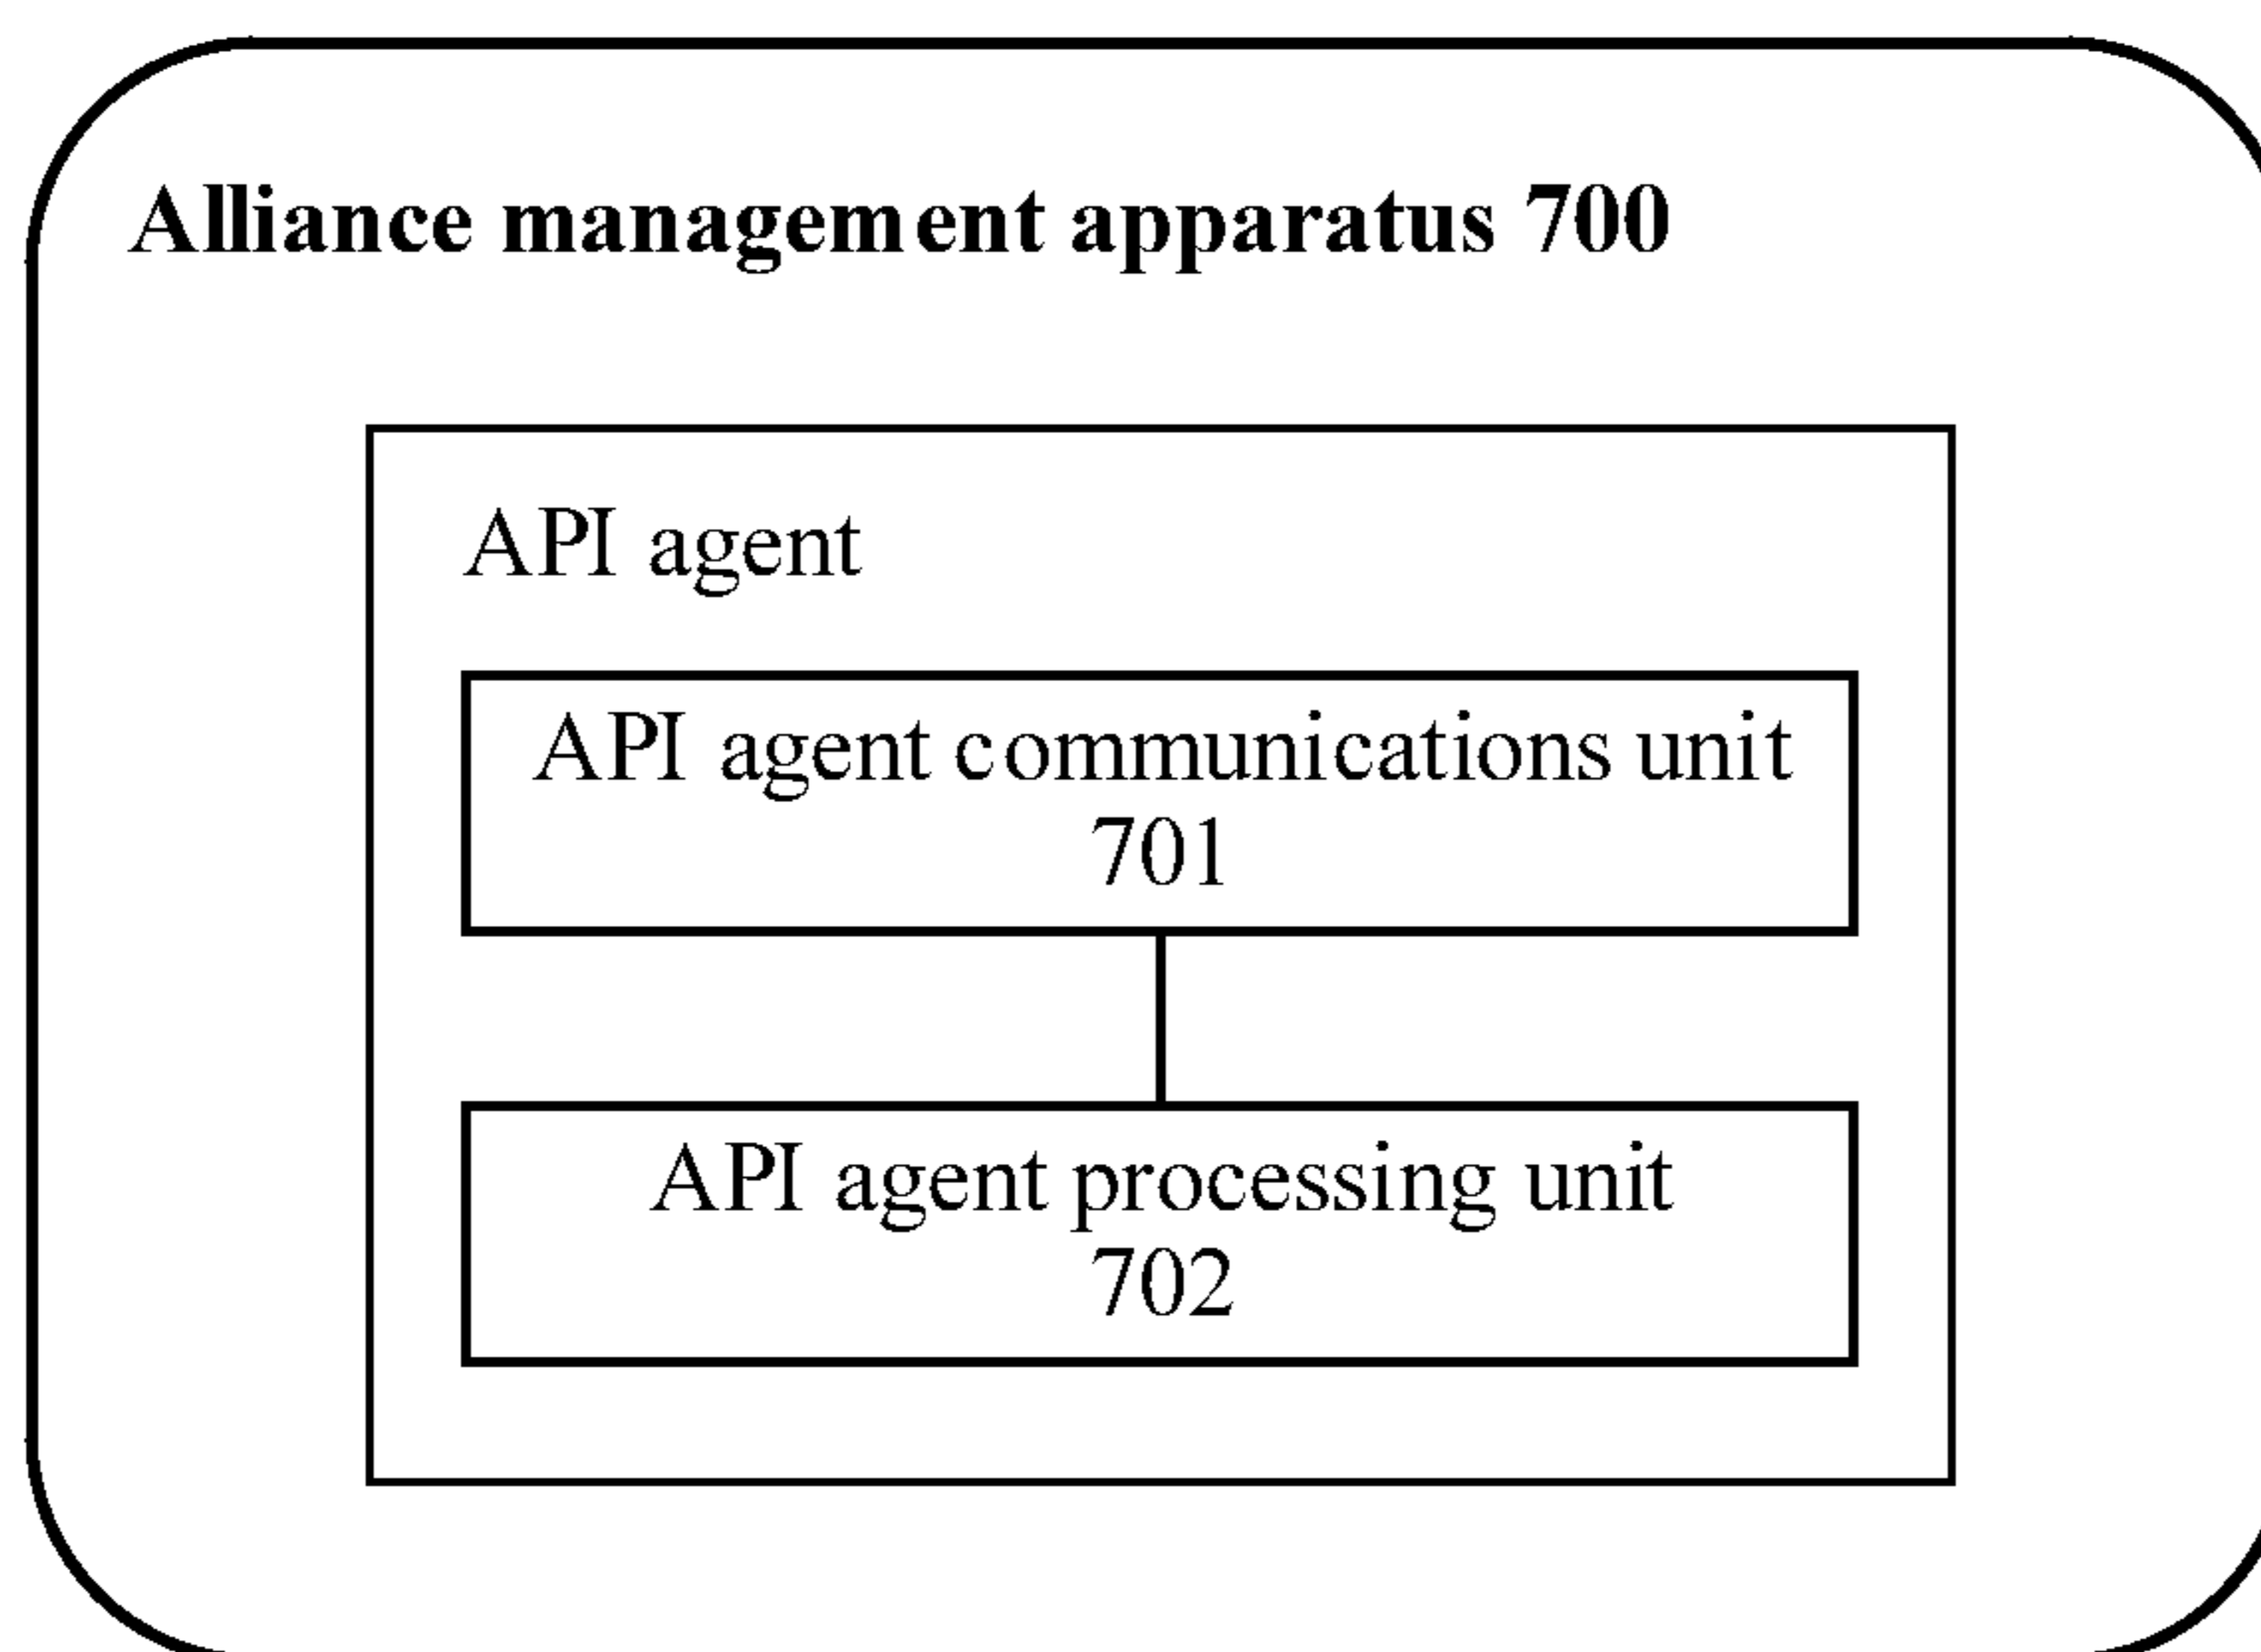 Alliance management apparatus 700
API agent
API agent communications unit
701
API agent processing unit
702